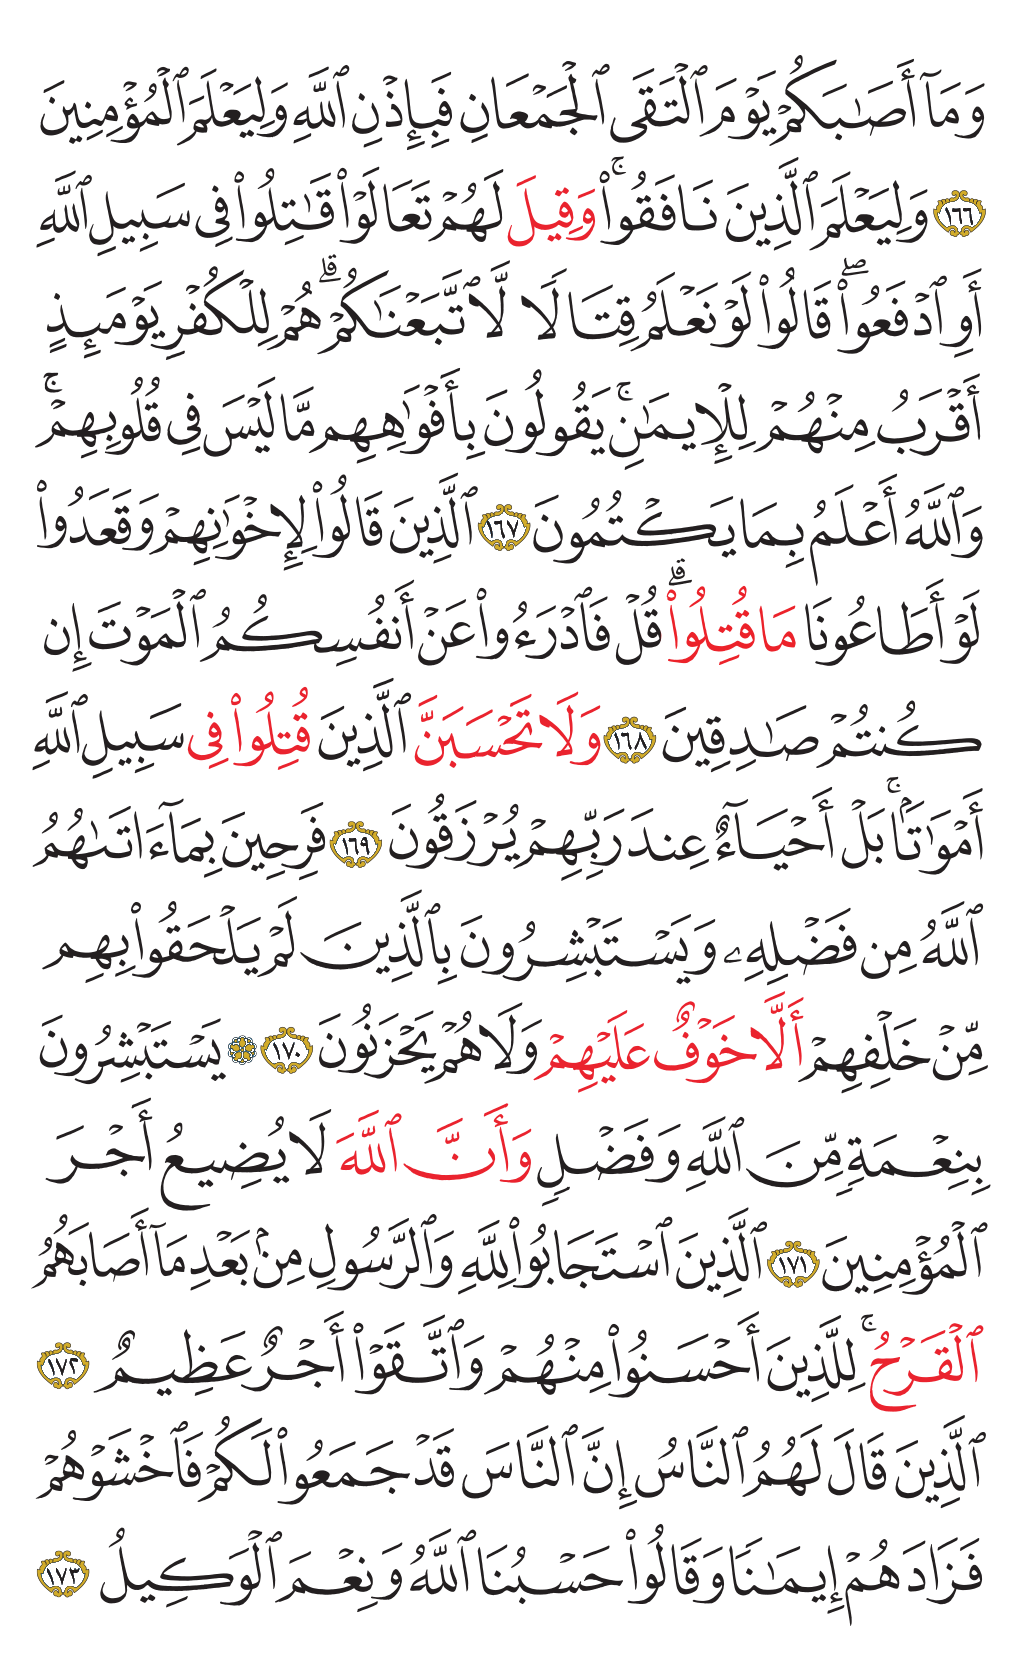 وَمَآ أَصَٰبَكُمْ يَوْمَ ٱلْتَقَى ٱلْجَمْعَانِ فَبِإِذْنِ ٱللَّهِ وَلِيَعْلَمَ ٱلْمُؤْمِنِينَ
١٦٦ وَلِيَعْلَمَ ٱلَّذِينَ نَافَقُوا۟ ۚ وَقِيلَ لَهُمْ تَعَالَوْا۟ قَٰتِلُوا۟ فِى سَبِيلِ ٱللَّهِ
أَوِ ٱدْفَعُوا۟ ۖ قَالُوا۟ لَوْ نَعْلَمُ قِتَالًا لَّٱتَّبَعْنَٰكُمْ ۗ هُمْ لِلْكُفْرِ يَوْمَئِذٍ
أَقْرَبُ مِنْهُمْ لِلْإِيمَٰنِ ۚ يَقُولُونَ بِأَفْوَٰهِهِم مَّا لَيْسَ فِى قُلُوبِهِمْ ۚ
وَٱللَّهُ أَعْلَمُ بِمَا يَكْتُمُونَ ١٦٧ ٱلَّذِينَ قَالُوا۟ لِإِخْوَٰنِهِمْ وَقَعَدُوا۟
لَوْ أَطَاعُونَا مَا قُتِلُوا۟ ۗ قُلْ فَٱدْرَءُوا۟ عَنْ أَنفُسِكُمُ ٱلْمَوْتَ إِن
كُنتُمْ صَٰدِقِينَ ١٦٨ وَلَا تَحْسَبَنَّ ٱلَّذِينَ قُتِلُوا۟ فِى سَبِيلِ ٱللَّهِ
أَمْوَٰتًۢا ۚ بَلْ أَحْيَآءٌ عِندَ رَبِّهِمْ يُرْزَقُونَ ١٦٩ فَرِحِينَ بِمَآ ءَاتَىٰهُمُ
ٱللَّهُ مِن فَضْلِهِۦ وَيَسْتَبْشِرُونَ بِٱلَّذِينَ لَمْ يَلْحَقُوا۟ بِهِم
مِّنْ خَلْفِهِمْ أَلَّا خَوْفٌ عَلَيْهِمْ وَلَا هُمْ يَحْزَنُونَ ١٧٠ ۞ يَسْتَبْشِرُونَ
بِنِعْمَةٍ مِّنَ ٱللَّهِ وَفَضْلٍ وَأَنَّ ٱللَّهَ لَا يُضِيعُ أَجْرَ
ٱلْمُؤْمِنِينَ ١٧١ ٱلَّذِينَ ٱسْتَجَابُوا۟ لِلَّهِ وَٱلرَّسُولِ مِنۢ بَعْدِ مَآ أَصَابَهُمُ
ٱلْقَرْحُ ۚ لِلَّذِينَ أَحْسَنُوا۟ مِنْهُمْ وَٱتَّقَوْا۟ أَجْرٌ عَظِيمٌ ١٧٢
ٱلَّذِينَ قَالَ لَهُمُ ٱلنَّاسُ إِنَّ ٱلنَّاسَ قَدْ جَمَعُوا۟ لَكُمْ فَٱخْشَوْهُمْ
فَزَادَهُمْ إِيمَٰنًا وَقَالُوا۟ حَسْبُنَا ٱللَّهُ وَنِعْمَ ٱلْوَكِيلُ ١٧٣